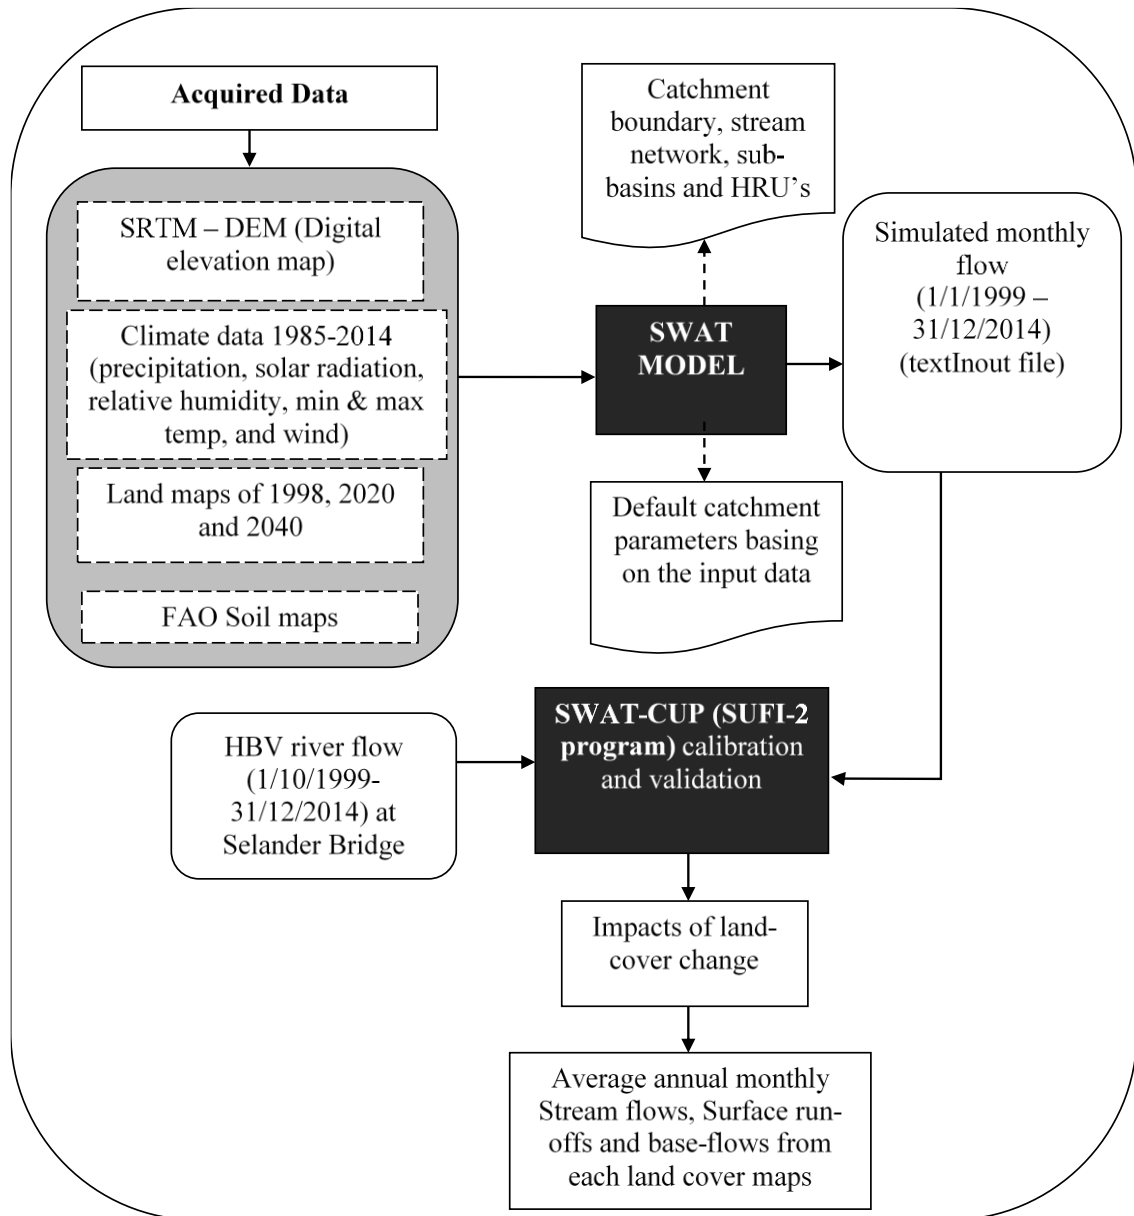 Acquired Data
SRTM – DEM (Digital
elevation map)
Climate data 1985-2014
(precipitation, solar radiation,
relative humidity, min & max
temp, and wind)
Land maps of 1998, 2020
and 2040
FAO Soil maps
Catchment
boundary, stream
network, sub-
basins and HRU's
SWAT
MODEL
Default catchment
parameters basing
on the input data
Simulated monthly
flow
(1/1/1999 –
31/12/2014)
(textInout file)
HBV river flow
(1/10/1999-
31/12/2014) at
Selander Bridge
SWAT-CUP (SUFI-2
program) calibration
and validation
Impacts of land-
cover change
Average annual monthly
Stream flows, Surface run-
offs and base-flows from
each land cover maps